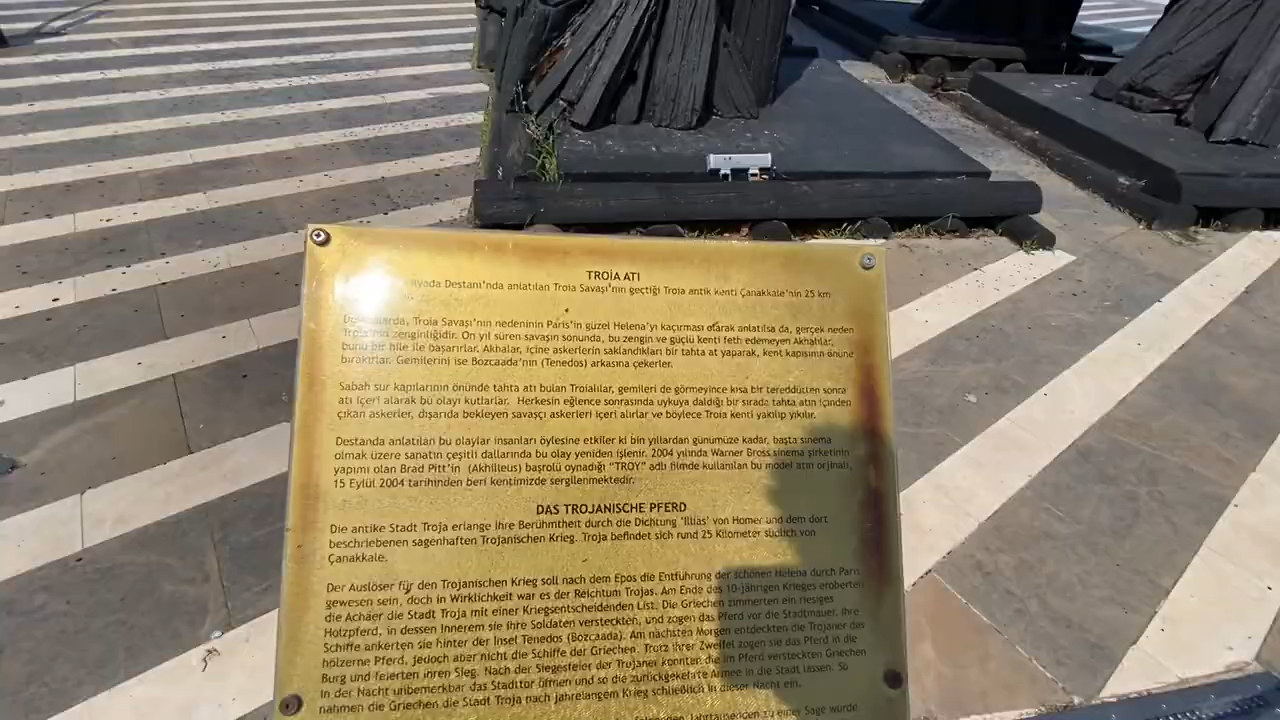 TROİA ATI
İlyada Destanı'nda anlatılan Troia Savaşı'nın geçtiği Troia antik kenti Çanakkale'nin 25 km
Troia Savaşı'nın nedeninin Paris'in güzel Helena'yı kaçırması olarak anlatılsa da, gerçek neden
Troia'nın zenginliğidir. On yıl süren savaşın sonunda, bu zengin ve güçlü kenti feth edemeyen Akhalılar,
bunu bir hile ile başarırlar. Akhalar, içine askerlerin saklandıkları bir tahta at yaparak, kent kapısının önüne
bırakırlar. Gemilerini ise Bozcaada'nın (Tenedos) arkasına çekerler.
Sabah sur kapılarının önünde tahta atı bulan Troialılar, gemileri de görmeyince kısa bir tereddütten sonra
atı içeri alarak bu olayı kutlarlar. Herkesin eğlence sonrasında uykuya daldığı bir sırada tahta atın içinden
çıkan askerler, dışarıda bekleyen savaşçı askerleri içeri alırlar ve böylece Troia kenti yakılıp yıkılır.
Destanda anlatılan bu olaylar insanları öylesine etkiler ki bin yıllardan günümüze kadar, başta sinema
olmak üzere sanatın çeşitli dallarında bu olay yeniden işlenir. 2004 yılında Warner Bross sinema şirketinin
yapımı olan Brad Pitt'in (Akhilleus) başrolü oynadığı "TROY" adlı filmde kullanılan bu model atın orjinali,
15 Eylül 2004 tarihinden beri kentimizde sergilenmektedir.
DAS TROJANISCHE PFERD
Die antike Stadt Troja erlange ihre Berühmtheit durch die Dichtung 'Illias' von Homer und dem dort
beschriebenen sagenhaften Trojanischen Krieg. Troja befindet sich rund 25 Kilometer südlich von
Çanakkale.
Der Auslöser für den Trojanischen Krieg soll nach dem Epos die Entführung der schönen Helena durch Paris
gewesen sein, doch in Wirklichkeit war es der Reichtum Trojas. Am Ende des 10-jährigen Krieges eroberten
die Achäer die Stadt Troja mit einer Kriegsentscheidenden List. Die Griechen zimmerten ein riesiges
Holzpferd, in dessen Innerem sie ihre Soldaten versteckten, und zogen das Pferd vor die Stadtmauer. Ihre
Schiffe ankerten sie hinter der Insel Tenedos (Bozcaada). Am nächsten Morgen entdeckten die Trojaner das
hölzerne Pferd, jedoch aber nicht die Schiffe der Griechen. Trotz ihrer Zweifel zogen sie das Pferd in die
Burg und feierten ihren Sieg. Nach der Siegesfeier der Trojaner konnten die im Pferd versteckten Griechen
in der Nacht unbemerkbar das Stadttor öffnen und so die zurückgekehrte Armee in die Stadt lassen. So
nahmen die Griechen die Stadt Troja nach jahrelangem Krieg schließlich in dieser Nacht ein.
folgenden Jahrtausenden zu einer Sage wurde